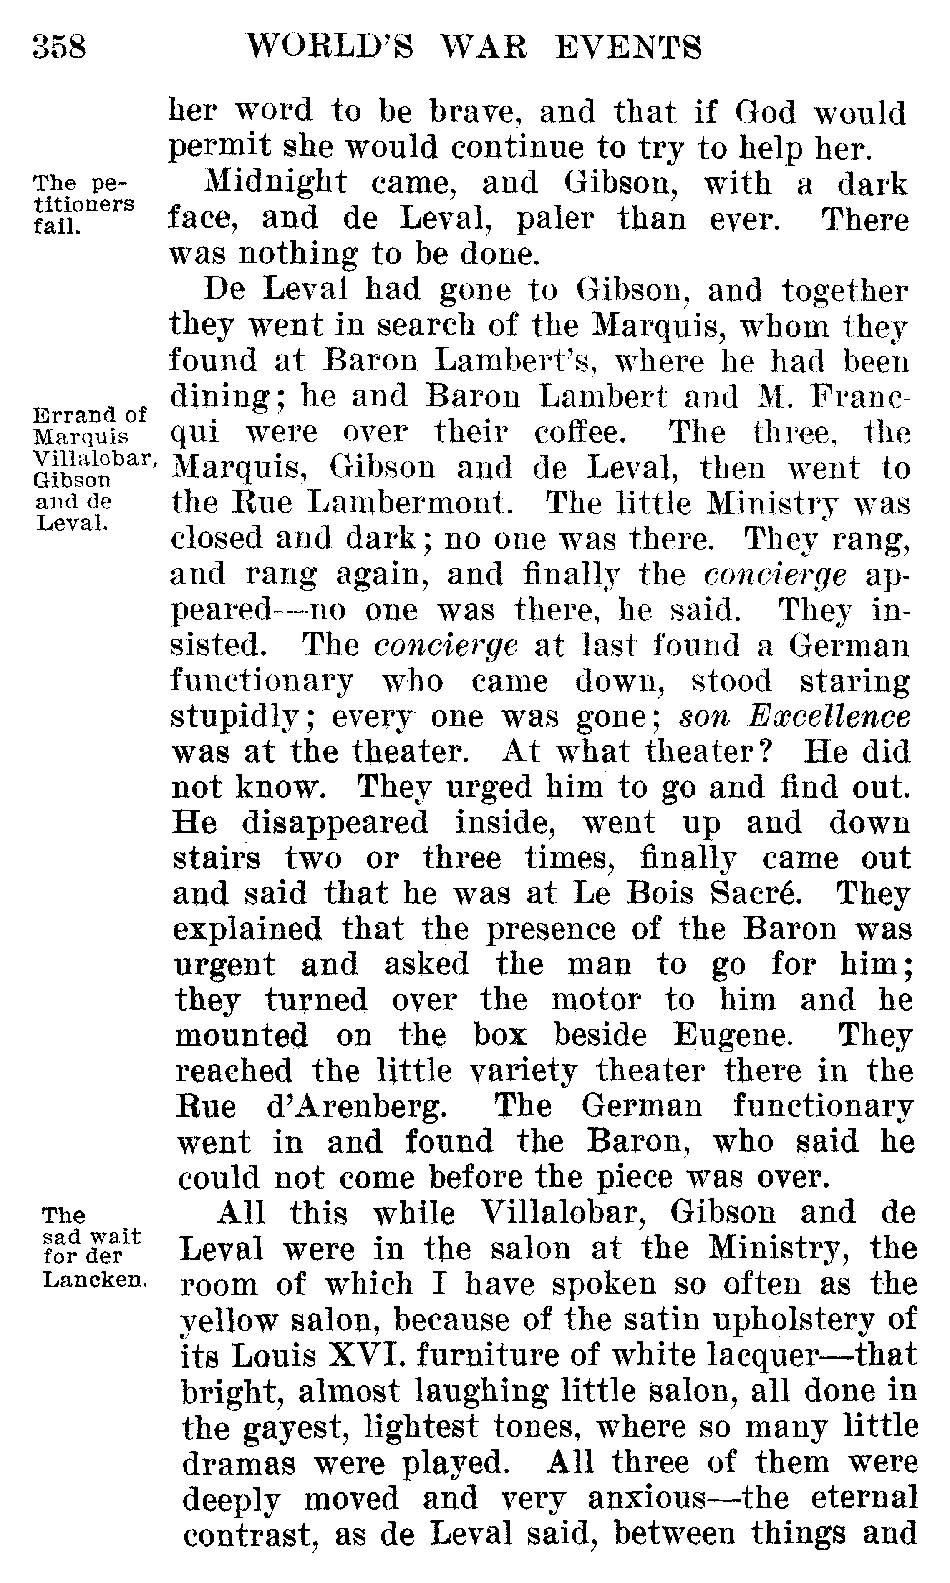 358 WORLD'S WAR EVENTS
her word to be brave, and that if God would
permit she would continue to try to help her.
The pe-
titioners
fail.
Midnight came, and Gibson, with a dark
face, and de Leval, paler than ever. There
was nothing to be done.
De Leval had gone to Gibson, and together
they went in search of the Marquis, whom they
found at Baron Lambert's, where he had been
dining; he and Baron Lambert and M. Franc-
Errand of
Marquis
Villalobar,
Gibson
and de
Leval.
qui were over their coffee. The three, the
Marquis, Gibson and de Leval, then went to
the Rue Lambermont. The little Ministry was
closed and dark; no one was there. They rang,
and rang again, and finally the concierge ap-
peared—no one was there, he said. They in-
sisted. The concierge at last found a German
functionary who came down, stood staring
stupidly; every one was gone; son Excellence
was at the theater. At what theater? He did
not know. They urged him to go and find out.
He disappeared inside, went up and down
stairs two or three times, finally came out
and said that he was at Le Bois Sacré. They
explained that the presence of the Baron was
urgent and asked the man to go for him;
they turned over the motor to him and he
mounted on the box beside Eugene. They
reached the little variety theater there in the
Rue d'Arenberg. The German functionary
went in and found the Baron, who said he
could not come before the piece was over.
The
sad wait
for der
Lancken.
All this while Villalobar, Gibson and de
Leval were in the salon at the Ministry, the
room of which I have spoken so often as the
yellow salon, because of the satin upholstery of
its Louis XVI. furniture of white lacquer—that
bright, almost laughing little salon, all done in
the gayest, lightest tones, where so many little
dramas were played. All three of them were
deeply moved and very anxious—the eternal
contrast, as de Leval said, between things and